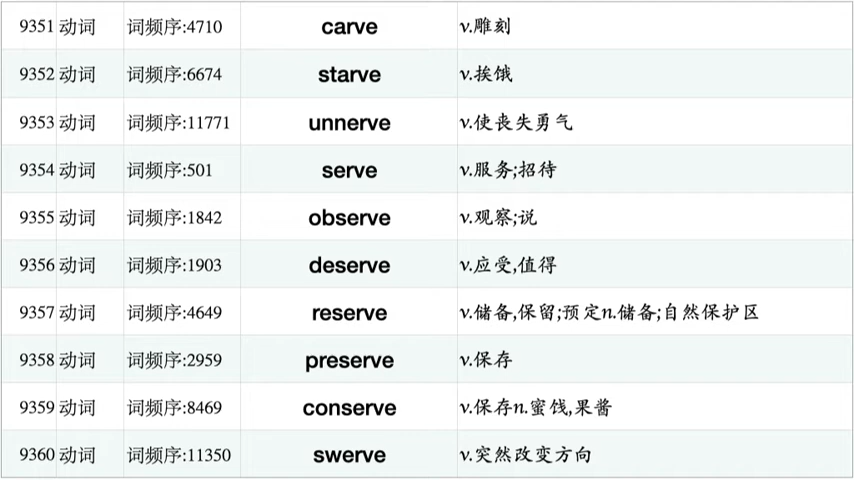 9351 动词 词频序:4710 carve v.雕刻
9352 动词 词频序:6674 starve v.挨饿
9353 动词 词频序:11771 unnerve v.使丧失勇气
9354 动词 词频序:501 serve v.服务;招待
9355 动词 词频序:1842 observe v.观察;说
9356 动词 词频序:1903 deserve v.应受,值得
9357 动词 词频序:4649 reserve v.储备,保留;预定n.储备;自然保护区
9358 动词 词频序:2959 preserve v.保存
9359 动词 词频序:8469 conserve v.保存n.蜜饯,果酱
9360 动词 词频序:11350 swerve v.突然改变方向